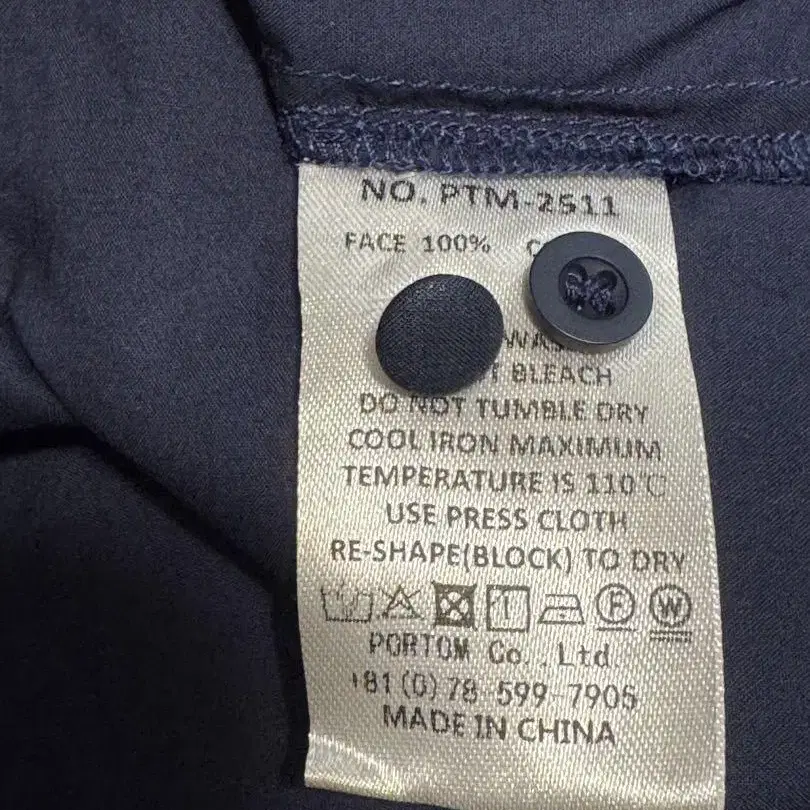 NO. PTM-2511
FACE 100%
BLEACH
DO NOT TUMBLE DRY
COOL IRON MAXIMUM
TEMPERATURE IS 110℃
USE PRESS CLOTH
RE-SHAPE(BLOCK) TO DRY
F W
PORTOM Co., Ltd.
+81(0)78-599-7905
MADE IN CHINA